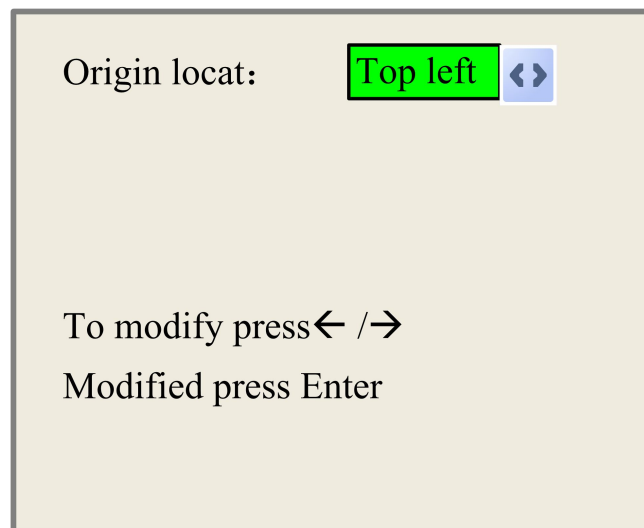 Origin locat： Top left
To modify press← /→
Modified press Enter